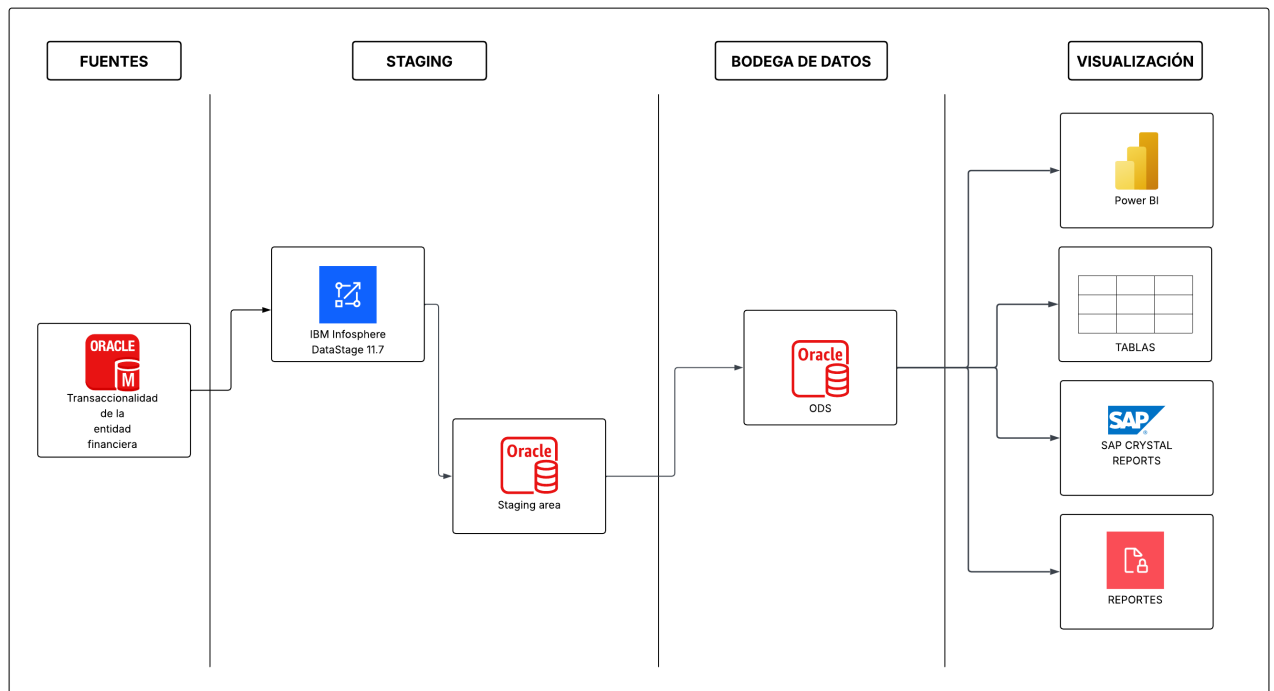 FUENTES
STAGING
BODEGA DE DATOS
VISUALIZACIÓN
ORACLE
M
Transaccionalidad
de la
entidad
financiera
IBM Infosphere
DataStage 11.7
Oracle
Staging area
Oracle
ODS
Power BI
TABLAS
SAP
SAP CRYSTAL
REPORTS
REPORTES